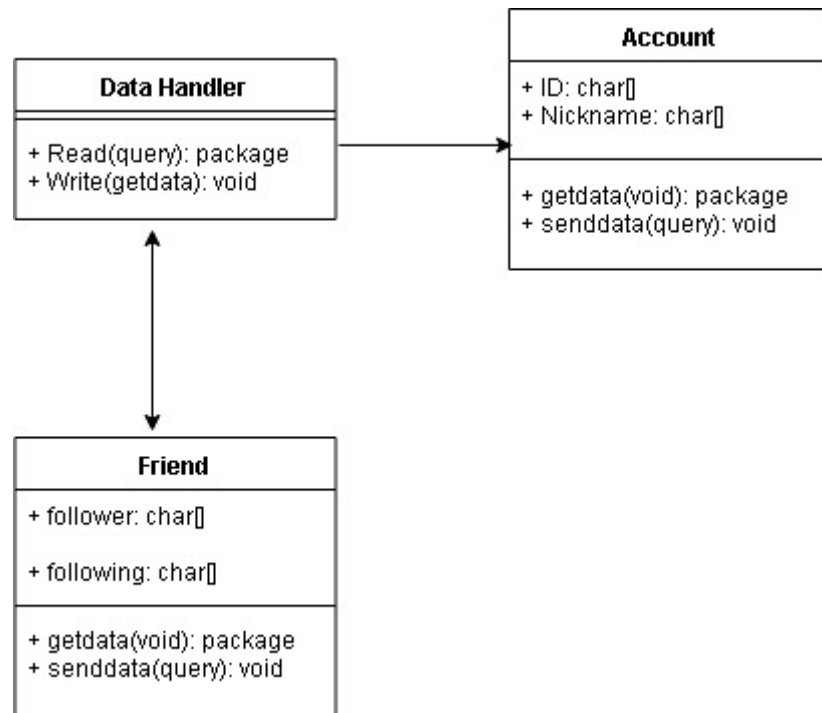 Data Handler
+ Read(query): package
+ Write(getdata): void
Account
+ ID: char[]
+ Nickname: char[]
+ getdata(void): package
+ senddata(query): void
Friend
+ follower: char[]
+ following: char[]
+ getdata(void): package
+ senddata(query): void